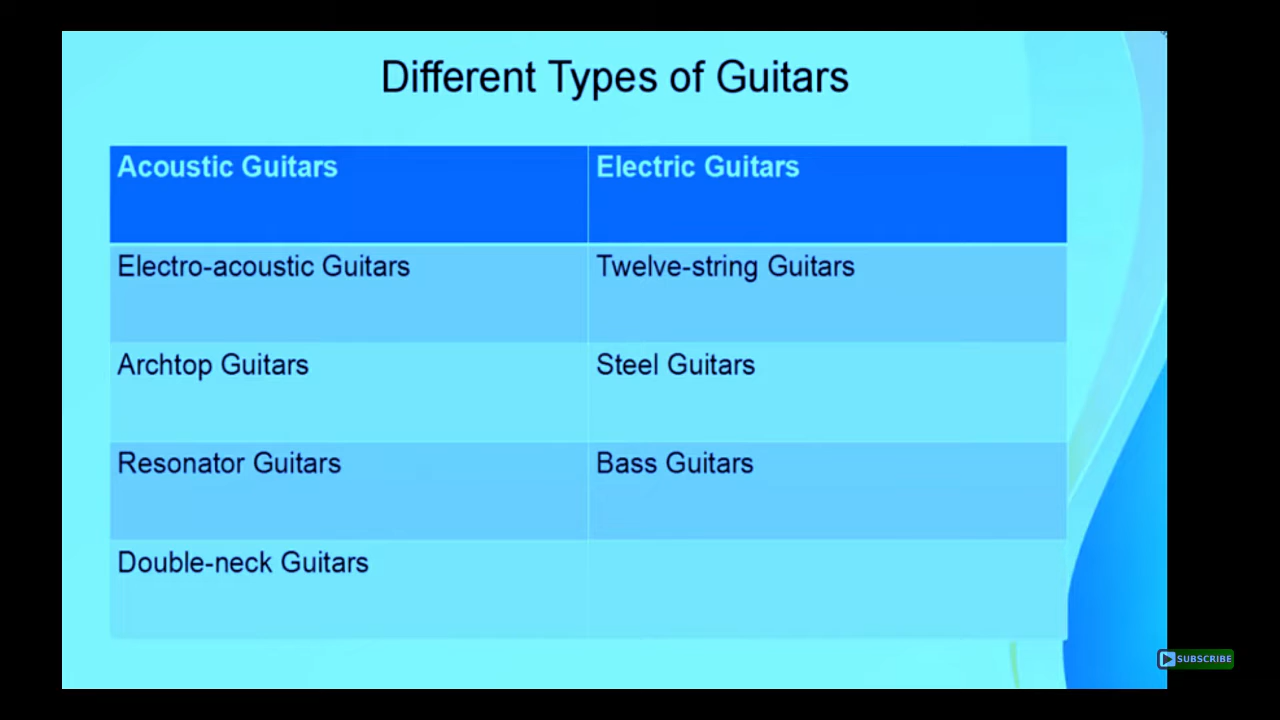 Different Types of Guitars
Acoustic Guitars
Electric Guitars
Electro-acoustic Guitars
Twelve-string Guitars
Archtop Guitars
Steel Guitars
Resonator Guitars
Bass Guitars
Double-neck Guitars
SUBSCRIBE